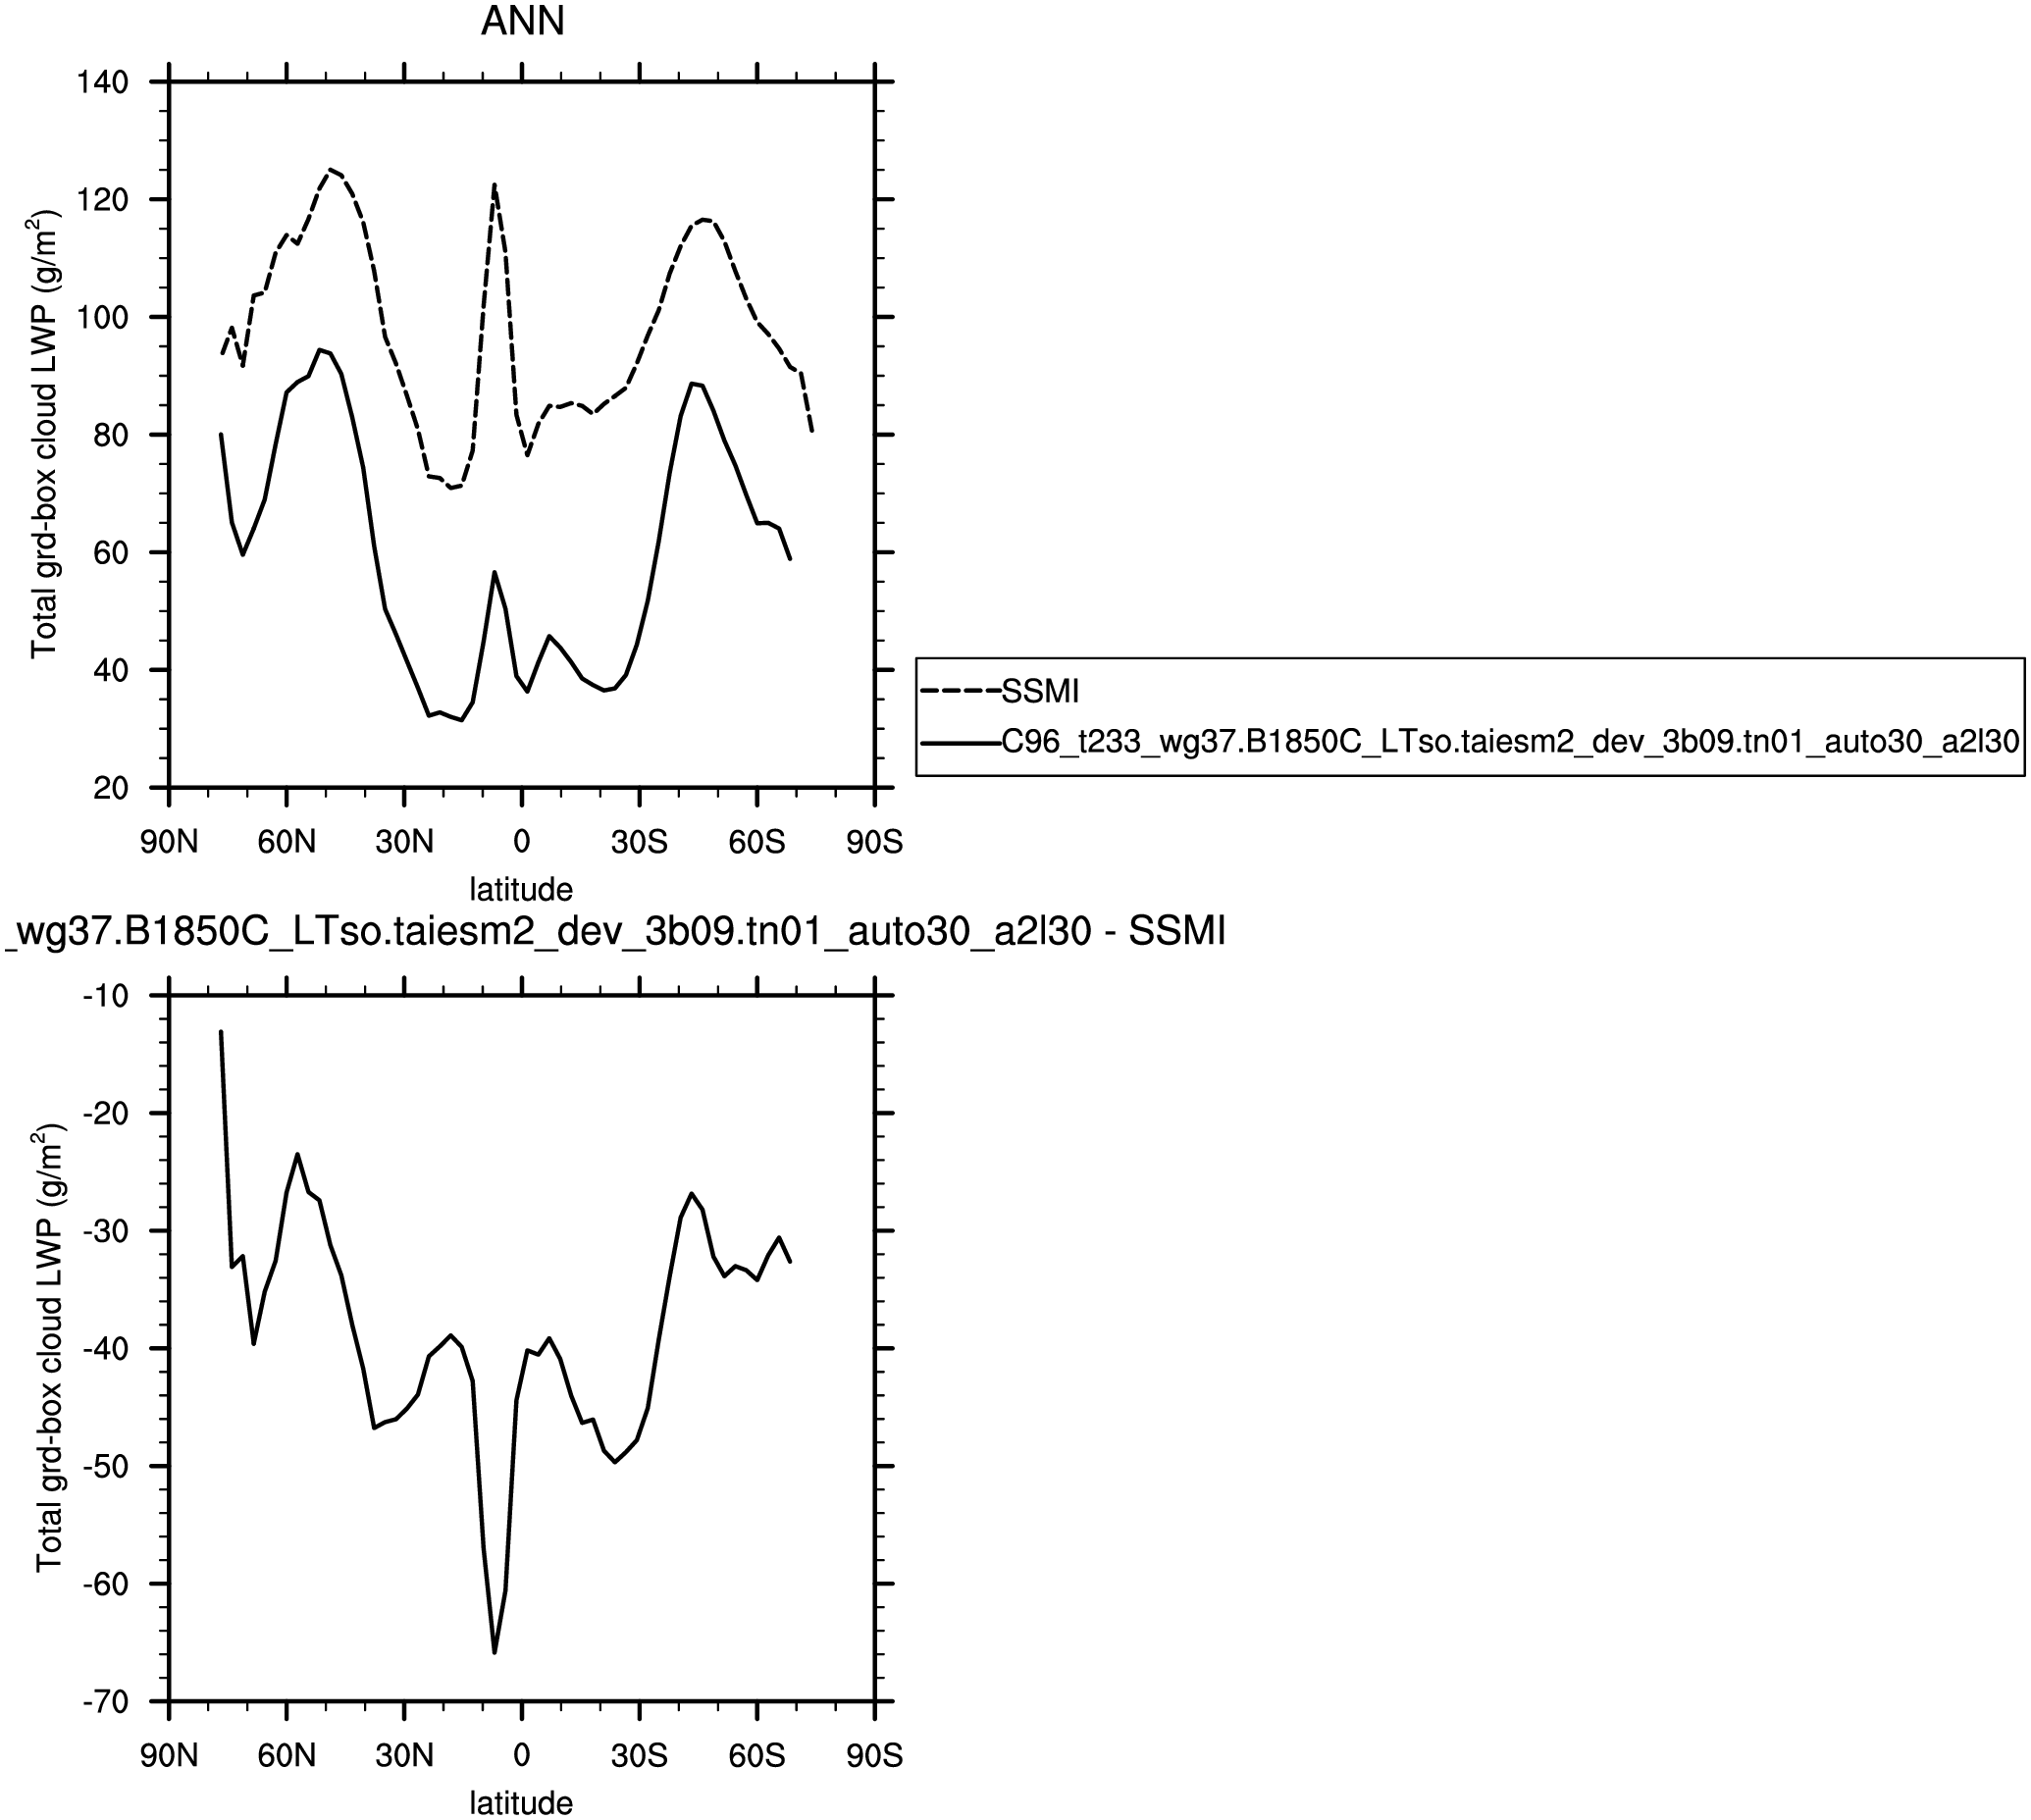 ANN
140
120
100
80
60
40
20
Total grd-box cloud LWP (g/m²)
90N 60N 30N 0 30S 60S 90S
latitude
SSMI
C96_t233_wg37.B1850C_LTso.taiesm2_dev_3b09.tn01_auto30_a2l30
_wg37.B1850C_LTso.taiesm2_dev_3b09.tn01_auto30_a2l30 - SSMI
-10
-20
-30
-40
-50
-60
-70
Total grd-box cloud LWP (g/m²)
90N 60N 30N 0 30S 60S 90S
latitude